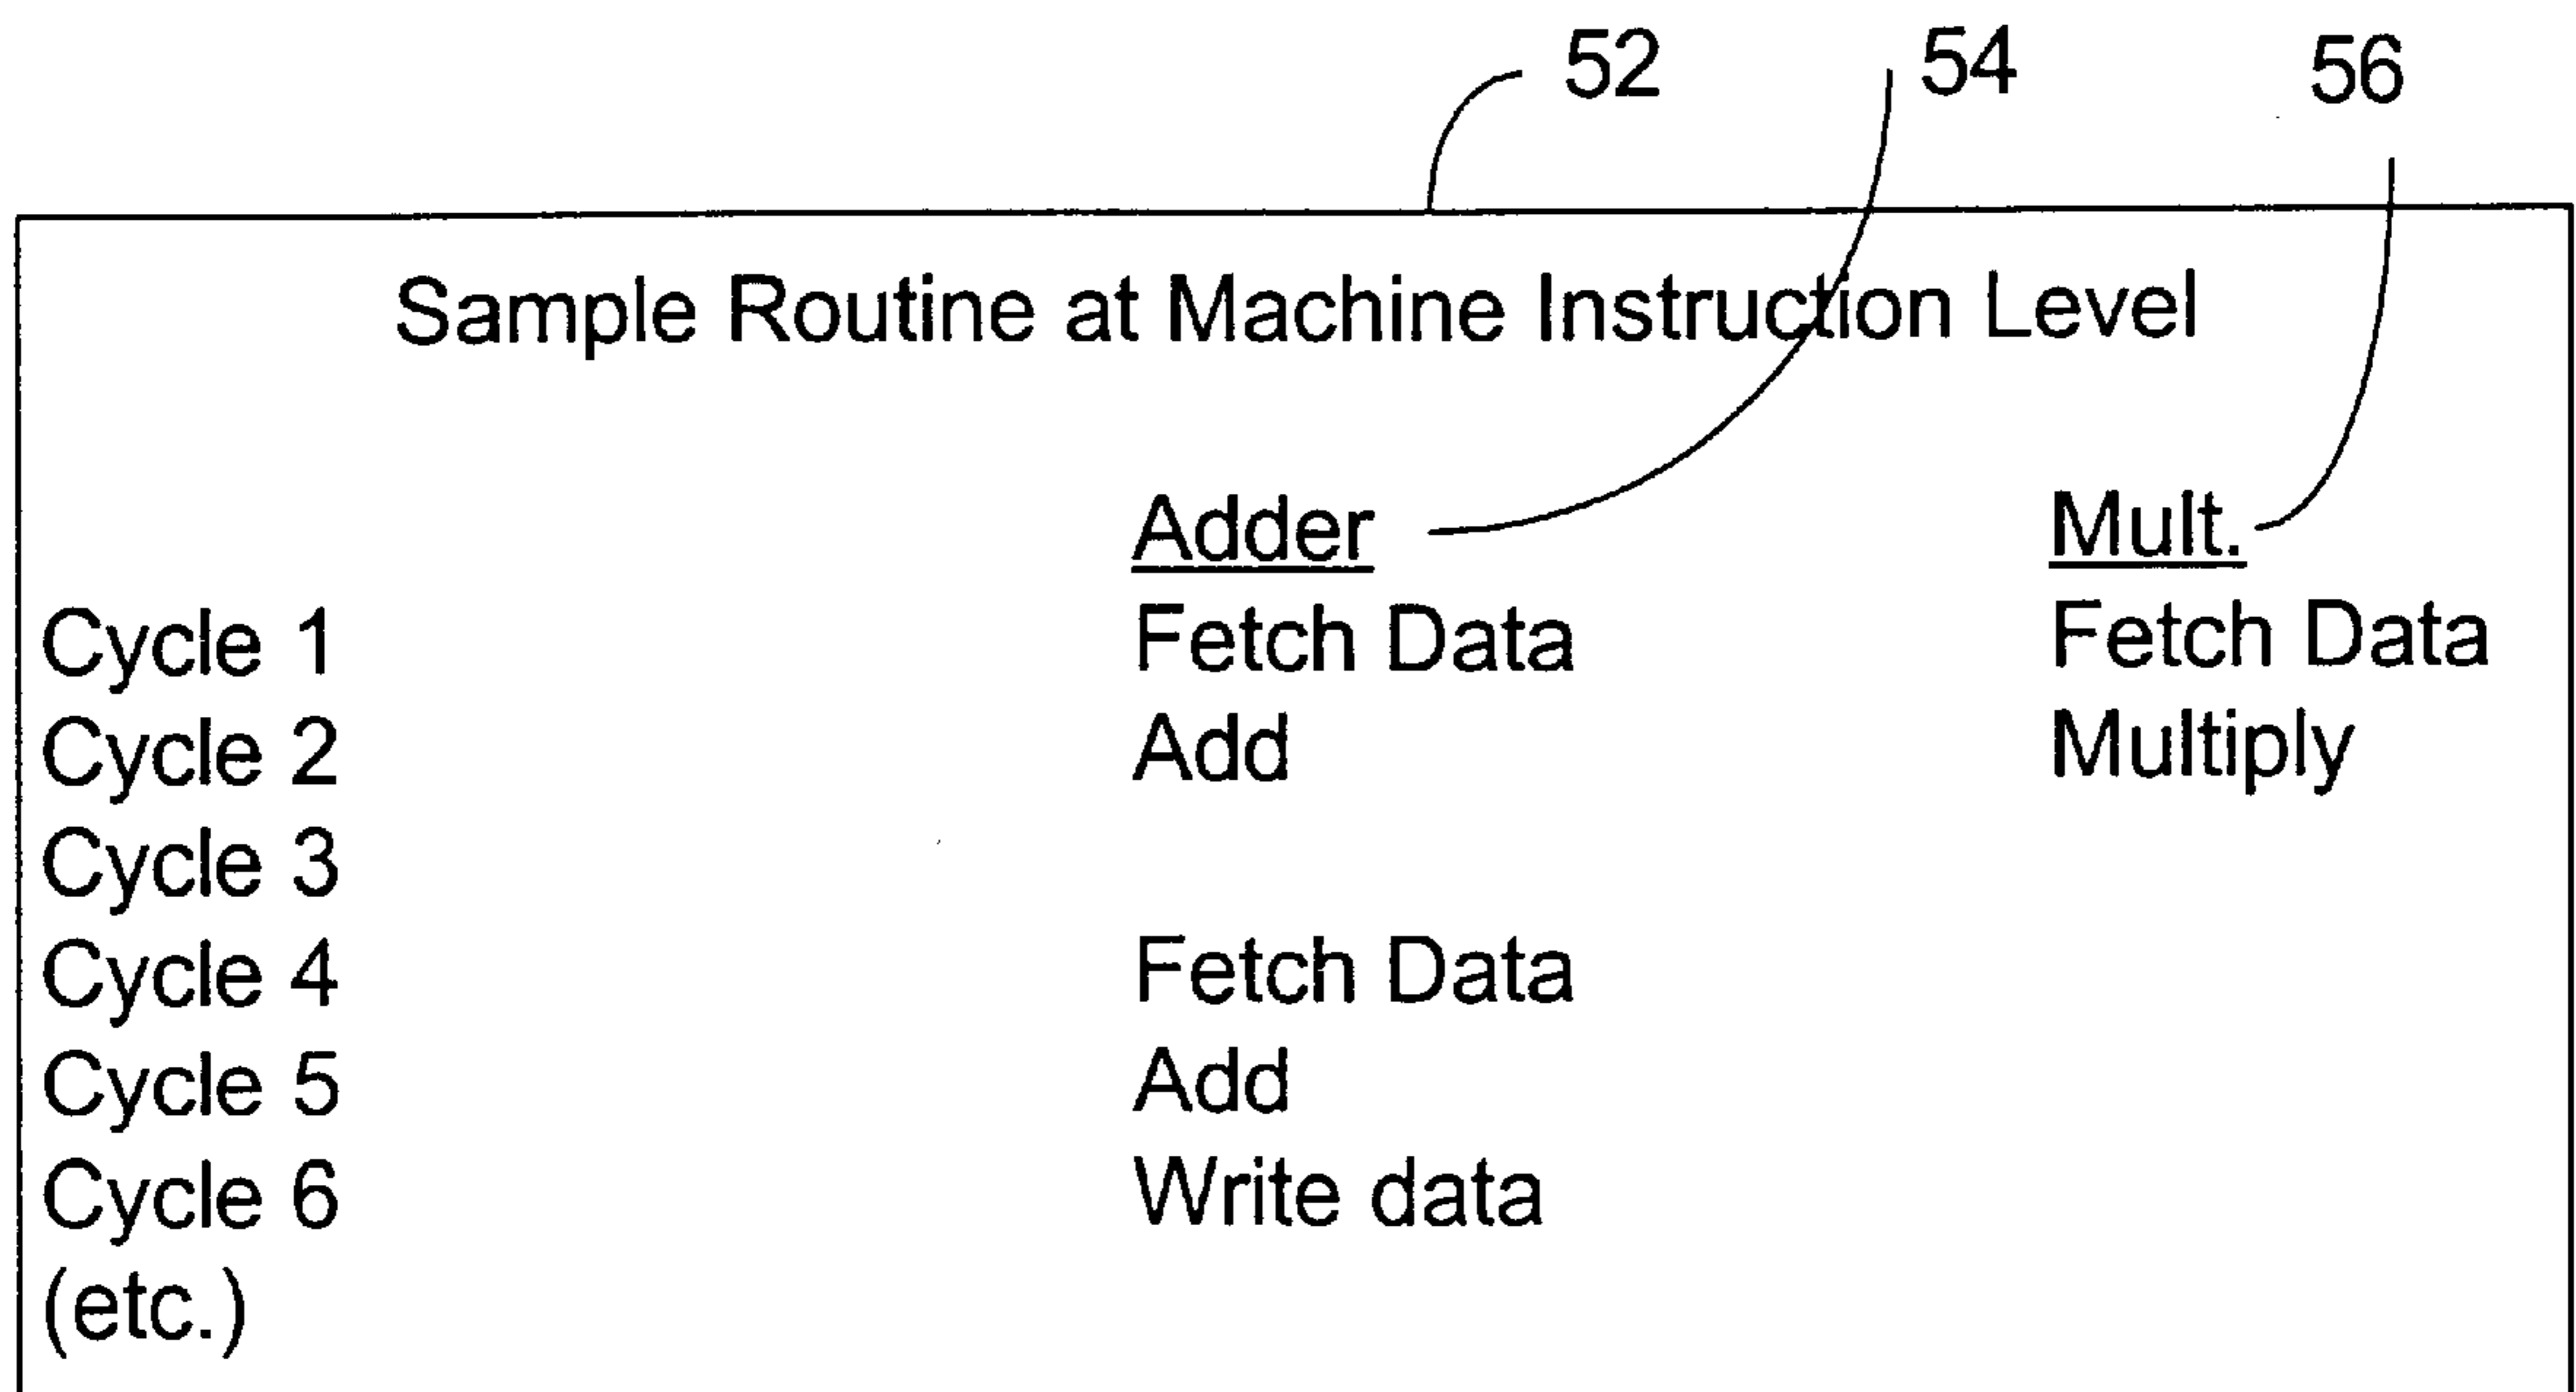 52 54 56
Sample Routine at Machine Instruction Level
Adder Mult.
Cycle 1 Fetch Data Fetch Data
Cycle 2 Add Multiply
Cycle 3
Cycle 4 Fetch Data
Cycle 5 Add
Cycle 6 Write data
(etc.)